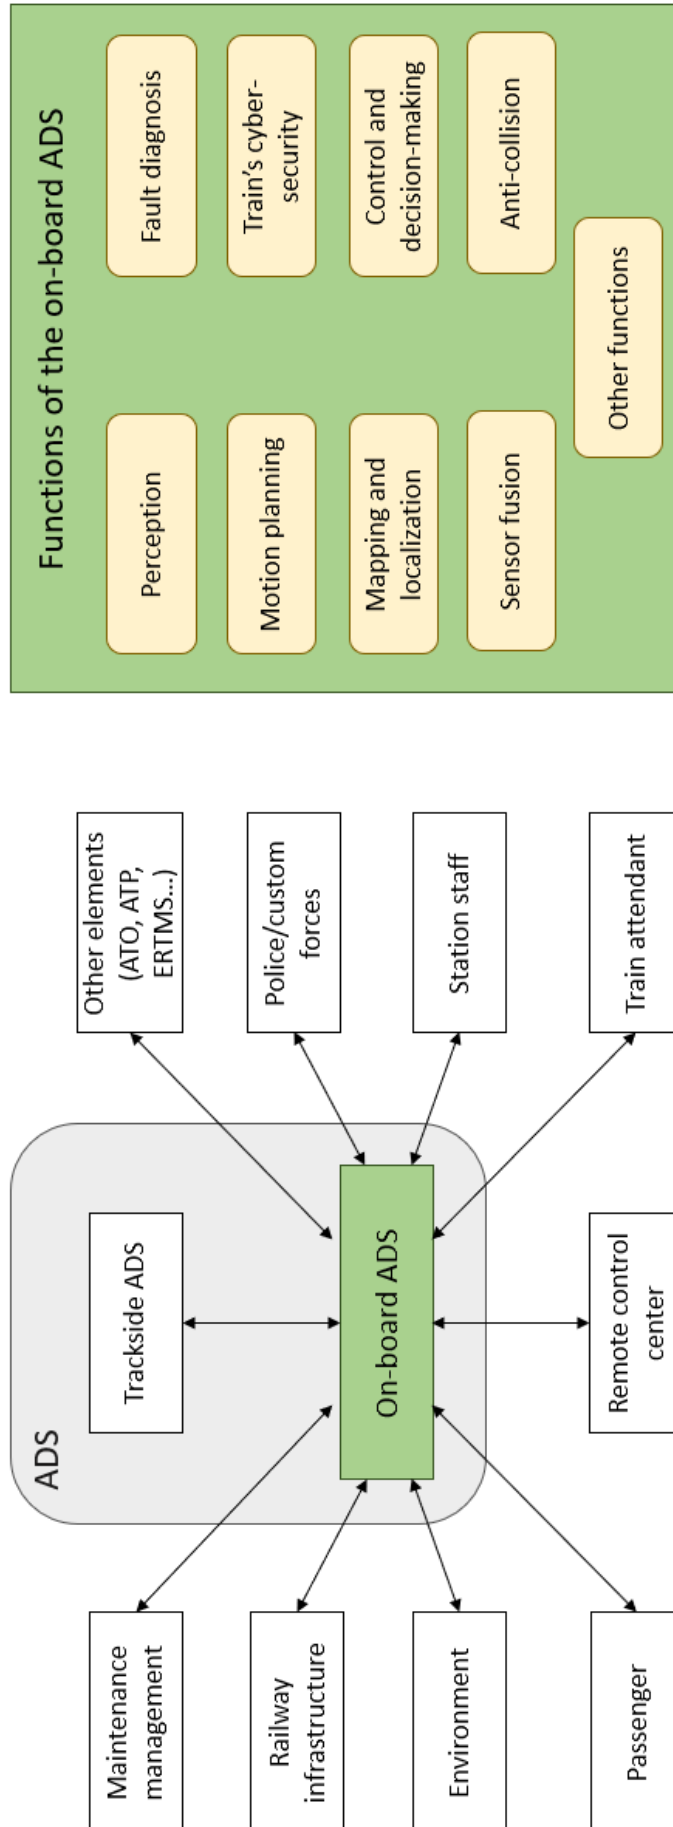 ADS
Maintenance
management
Trackside ADS
Other elements
(ATO, ATP,
ERTMS...)
Railway
infrastructure
Police/custom
forces
On-board ADS
Environment
Station staff
Passenger
Remote control
center
Train attendant
Functions of the on-board ADS
Perception
Fault diagnosis
Motion planning
Train's cyber-
security
Mapping and
localization
Control and
decision-making
Sensor fusion
Anti-collision
Other functions